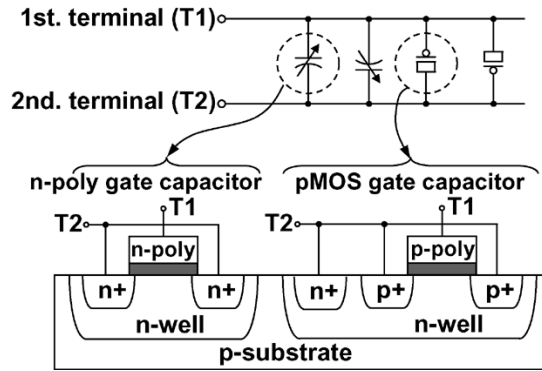 1st. terminal (T1)
2nd. terminal (T2)
n-poly gate capacitor
pMOS gate capacitor
T1
T1
T2
T2
n-poly
p-poly
n+
n+
n+
p+
p+
n-well
n-well
p-substrate